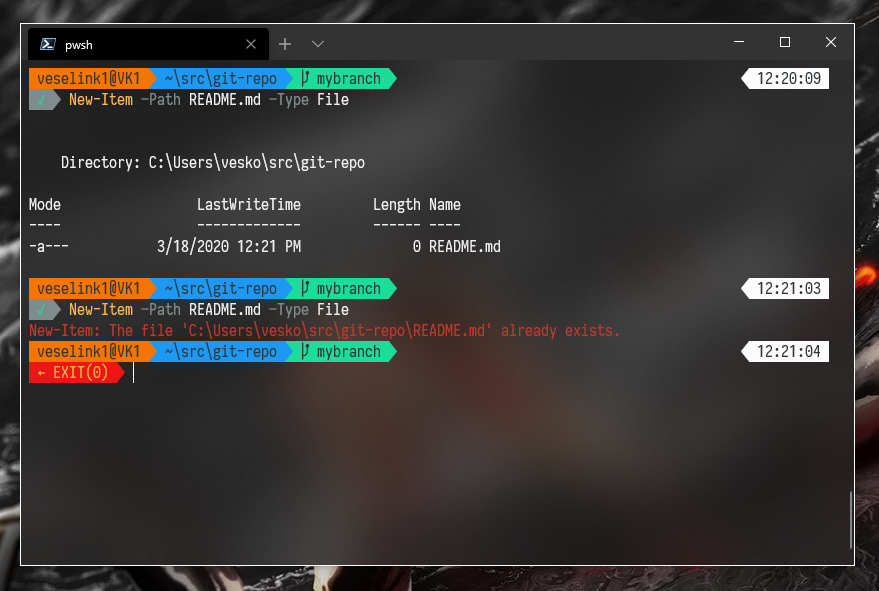 pwsh
veselink1@VK1 ~\src\git-repo mybranch 12:20:09
✓ New-Item -Path README.md -Type File
Directory: C:\Users\vesko\src\git-repo
Mode LastWriteTime Length Name
---- ------------- ------ ----
-a--- 3/18/2020 12:21 PM 0 README.md
veselink1@VK1 ~\src\git-repo mybranch 12:21:03
✓ New-Item -Path README.md -Type File
New-Item: The file 'C:\Users\vesko\src\git-repo\README.md' already exists.
veselink1@VK1 ~\src\git-repo mybranch 12:21:04
← EXIT(0)